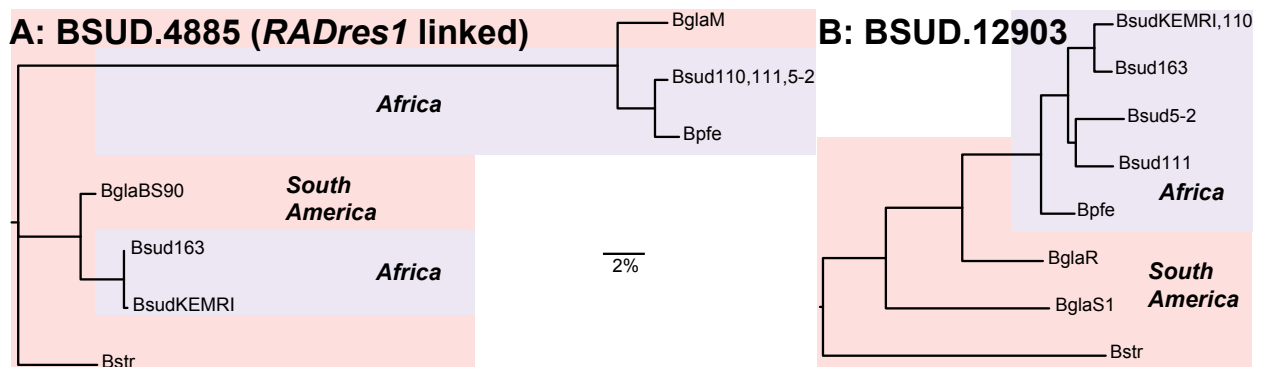 A: BSUD.4885 (RADres1 linked)
BglaM
Bsud110,111,5-2
Africa
Bpfe
BglaBS90
South
America
Bsud163
Africa
BsudKEMRI
Bstr
2%
B: BSUD.12903
BsudKEMRI,110
Bsud163
Bsud5-2
Bsud111
Africa
Bpfe
BglaR
South
America
BglaS1
Bstr